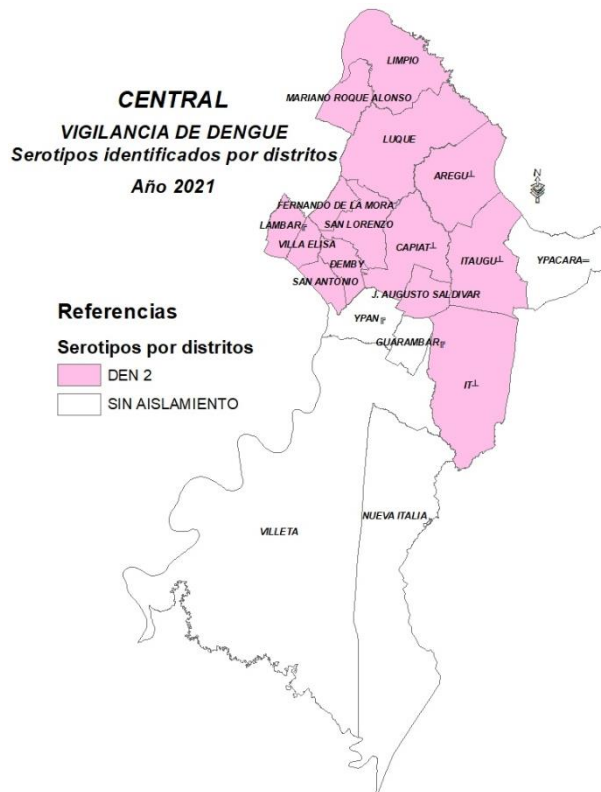 CENTRAL
VIGILANCIA DE DENGUE
Serotipos identificados por distritos
Año 2021
LIMPIO
MARIANO ROQUE ALONSO
LUQUE
AREGU
N
FERNANDO DE LA MORA
LAMBAR
SAN LORENZO
VILLA ELISA
CAPIAT
ITAUGU
YPACARA
ÐEMBY
SAN ANTONIO
J. AUGUSTO SALDIVAR
YPAN
GUARAMBAR
IT
Referencias
Serotipos por distritos
DEN 2
SIN AISLAMIENTO
NUEVA ITALIA
VILLETA